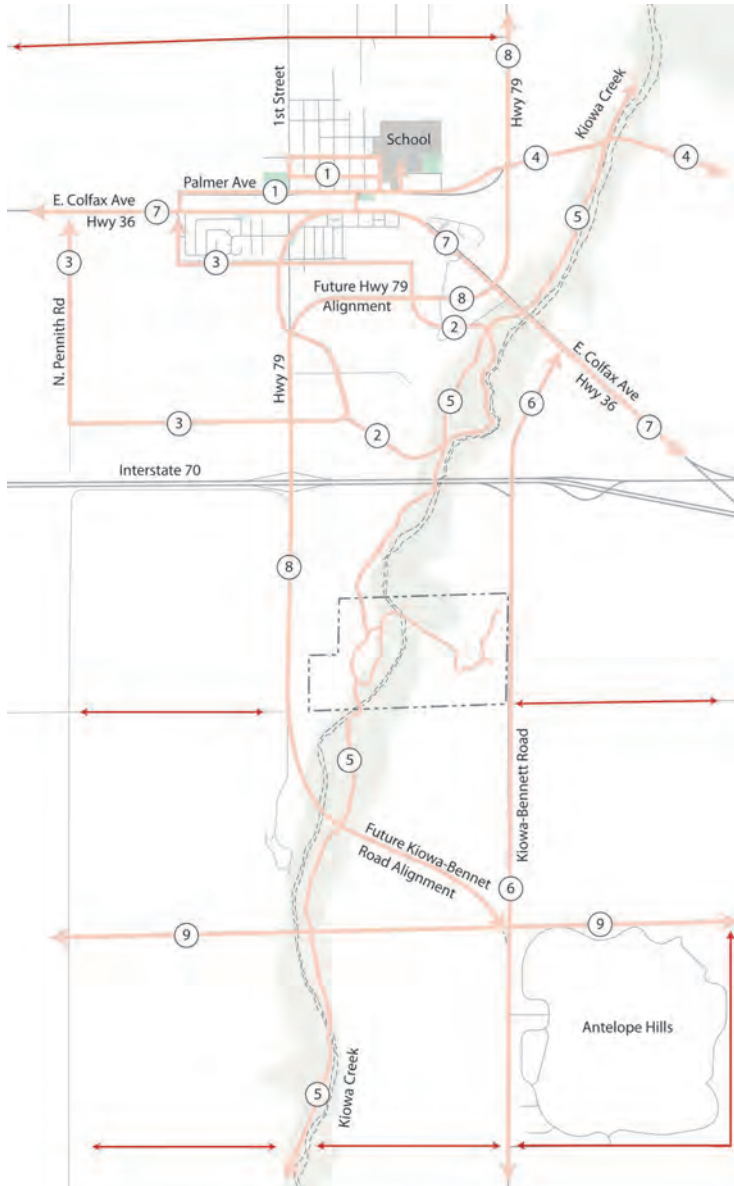 8
Hwy 79
1st Street
Kiowa Creek
School
1
4
4
Palmer Ave
1
E. Colfax Ave
Hwy 36
7
5
7
3
3
Future Hwy 79
Alignment
8
2
N. Pennith Rd
Hwy 79
E. Colfax Ave
Hwy 36
5
6
3
2
7
Interstate 70
8
5
Kiowa-Bennett Road
Future Kiowa-Bennet
Road Alignment
6
9
9
Antelope Hills
5
Kiowa Creek